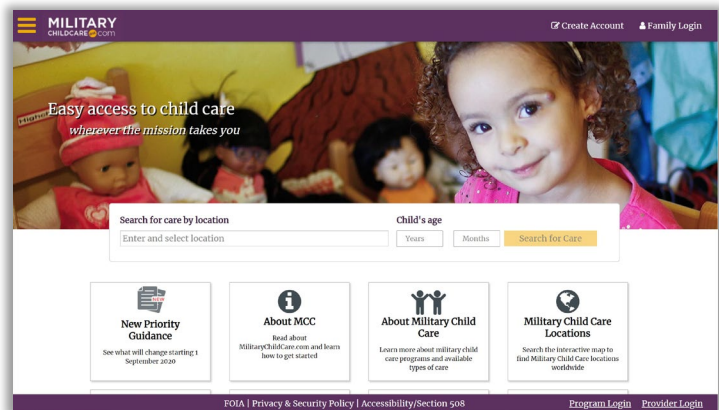 MILITARY
CHILDCARE.com
Create Account
Family Login
Easy access to child care
wherever the mission takes you
Search for care by location
Child's age
Enter and select location
Years
Months
Search for Care
NEW
New Priority
Guidance
See what will change starting 1
September 2020
About MCC
Read about
MilitaryChildCare.com and learn
how to get started
About Military Child
Care
Learn more about military child
care programs and available
types of care
Military Child Care
Locations
Search the interactive map to
find Military Child Care locations
worldwide
FOIA | Privacy & Security Policy | Accessibility/Section 508
Program Login
Provider Login